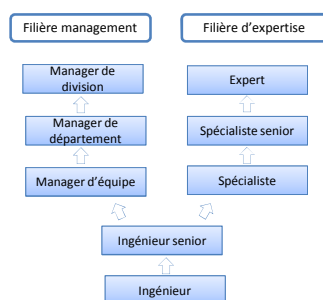 Filière management
Filière d'expertise
Manager de
division
Expert
Manager de
département
Spécialiste senior
Manager d'équipe
Spécialiste
Ingénieur senior
Ingénieur